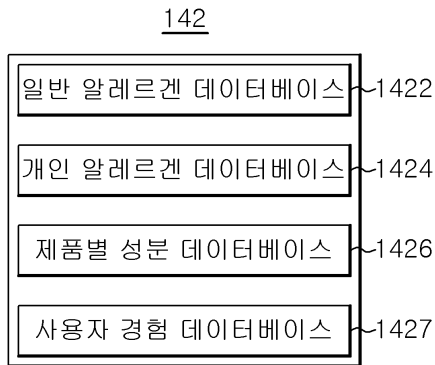 142
일반 알레르겐 데이터베이스 1422
개인 알레르겐 데이터베이스 1424
제품별 성분 데이터베이스 1426
사용자 경험 데이터베이스 1427